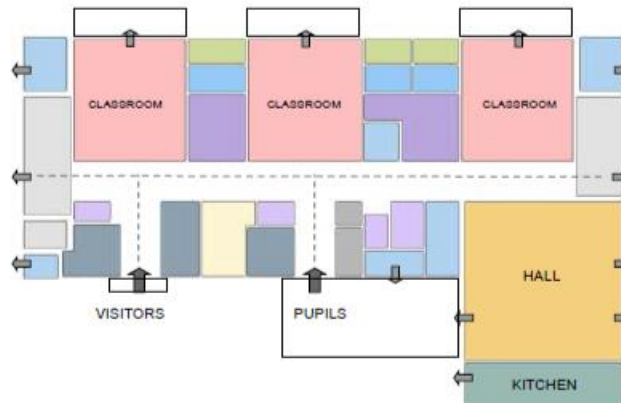 CLASSROOM
CLASSROOM
CLASSROOM
HALL
VISITORS
PUPILS
KITCHEN